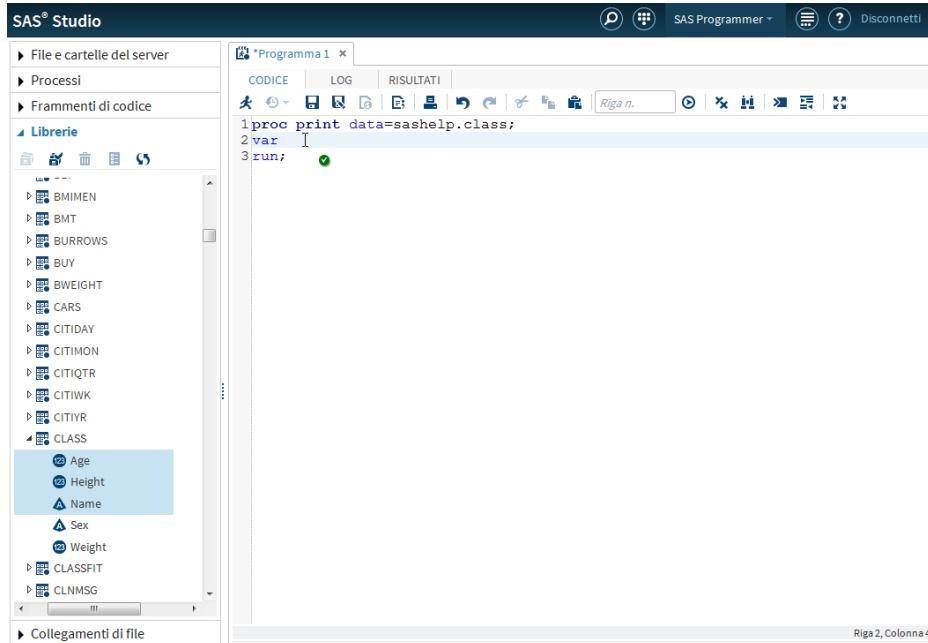 SAS® Studio
SAS Programmer
Disconnetti
File e cartelle del server
Processi
Frammenti di codice
Librerie
BMIMEN
BMT
BURROWS
BUY
BWEIGHT
CARS
CITIDAY
CITIMON
CITIQTR
CITIWK
CITIYR
CLASS
Age
Height
Name
Sex
Weight
CLASSFIT
CLNMSG
Collegamenti di file
*Programma 1
CODICE LOG RISULTATI
Riga n.
1 proc print data=sashelp.class;
2 var
3 run;
Riga 2, Colonna 4